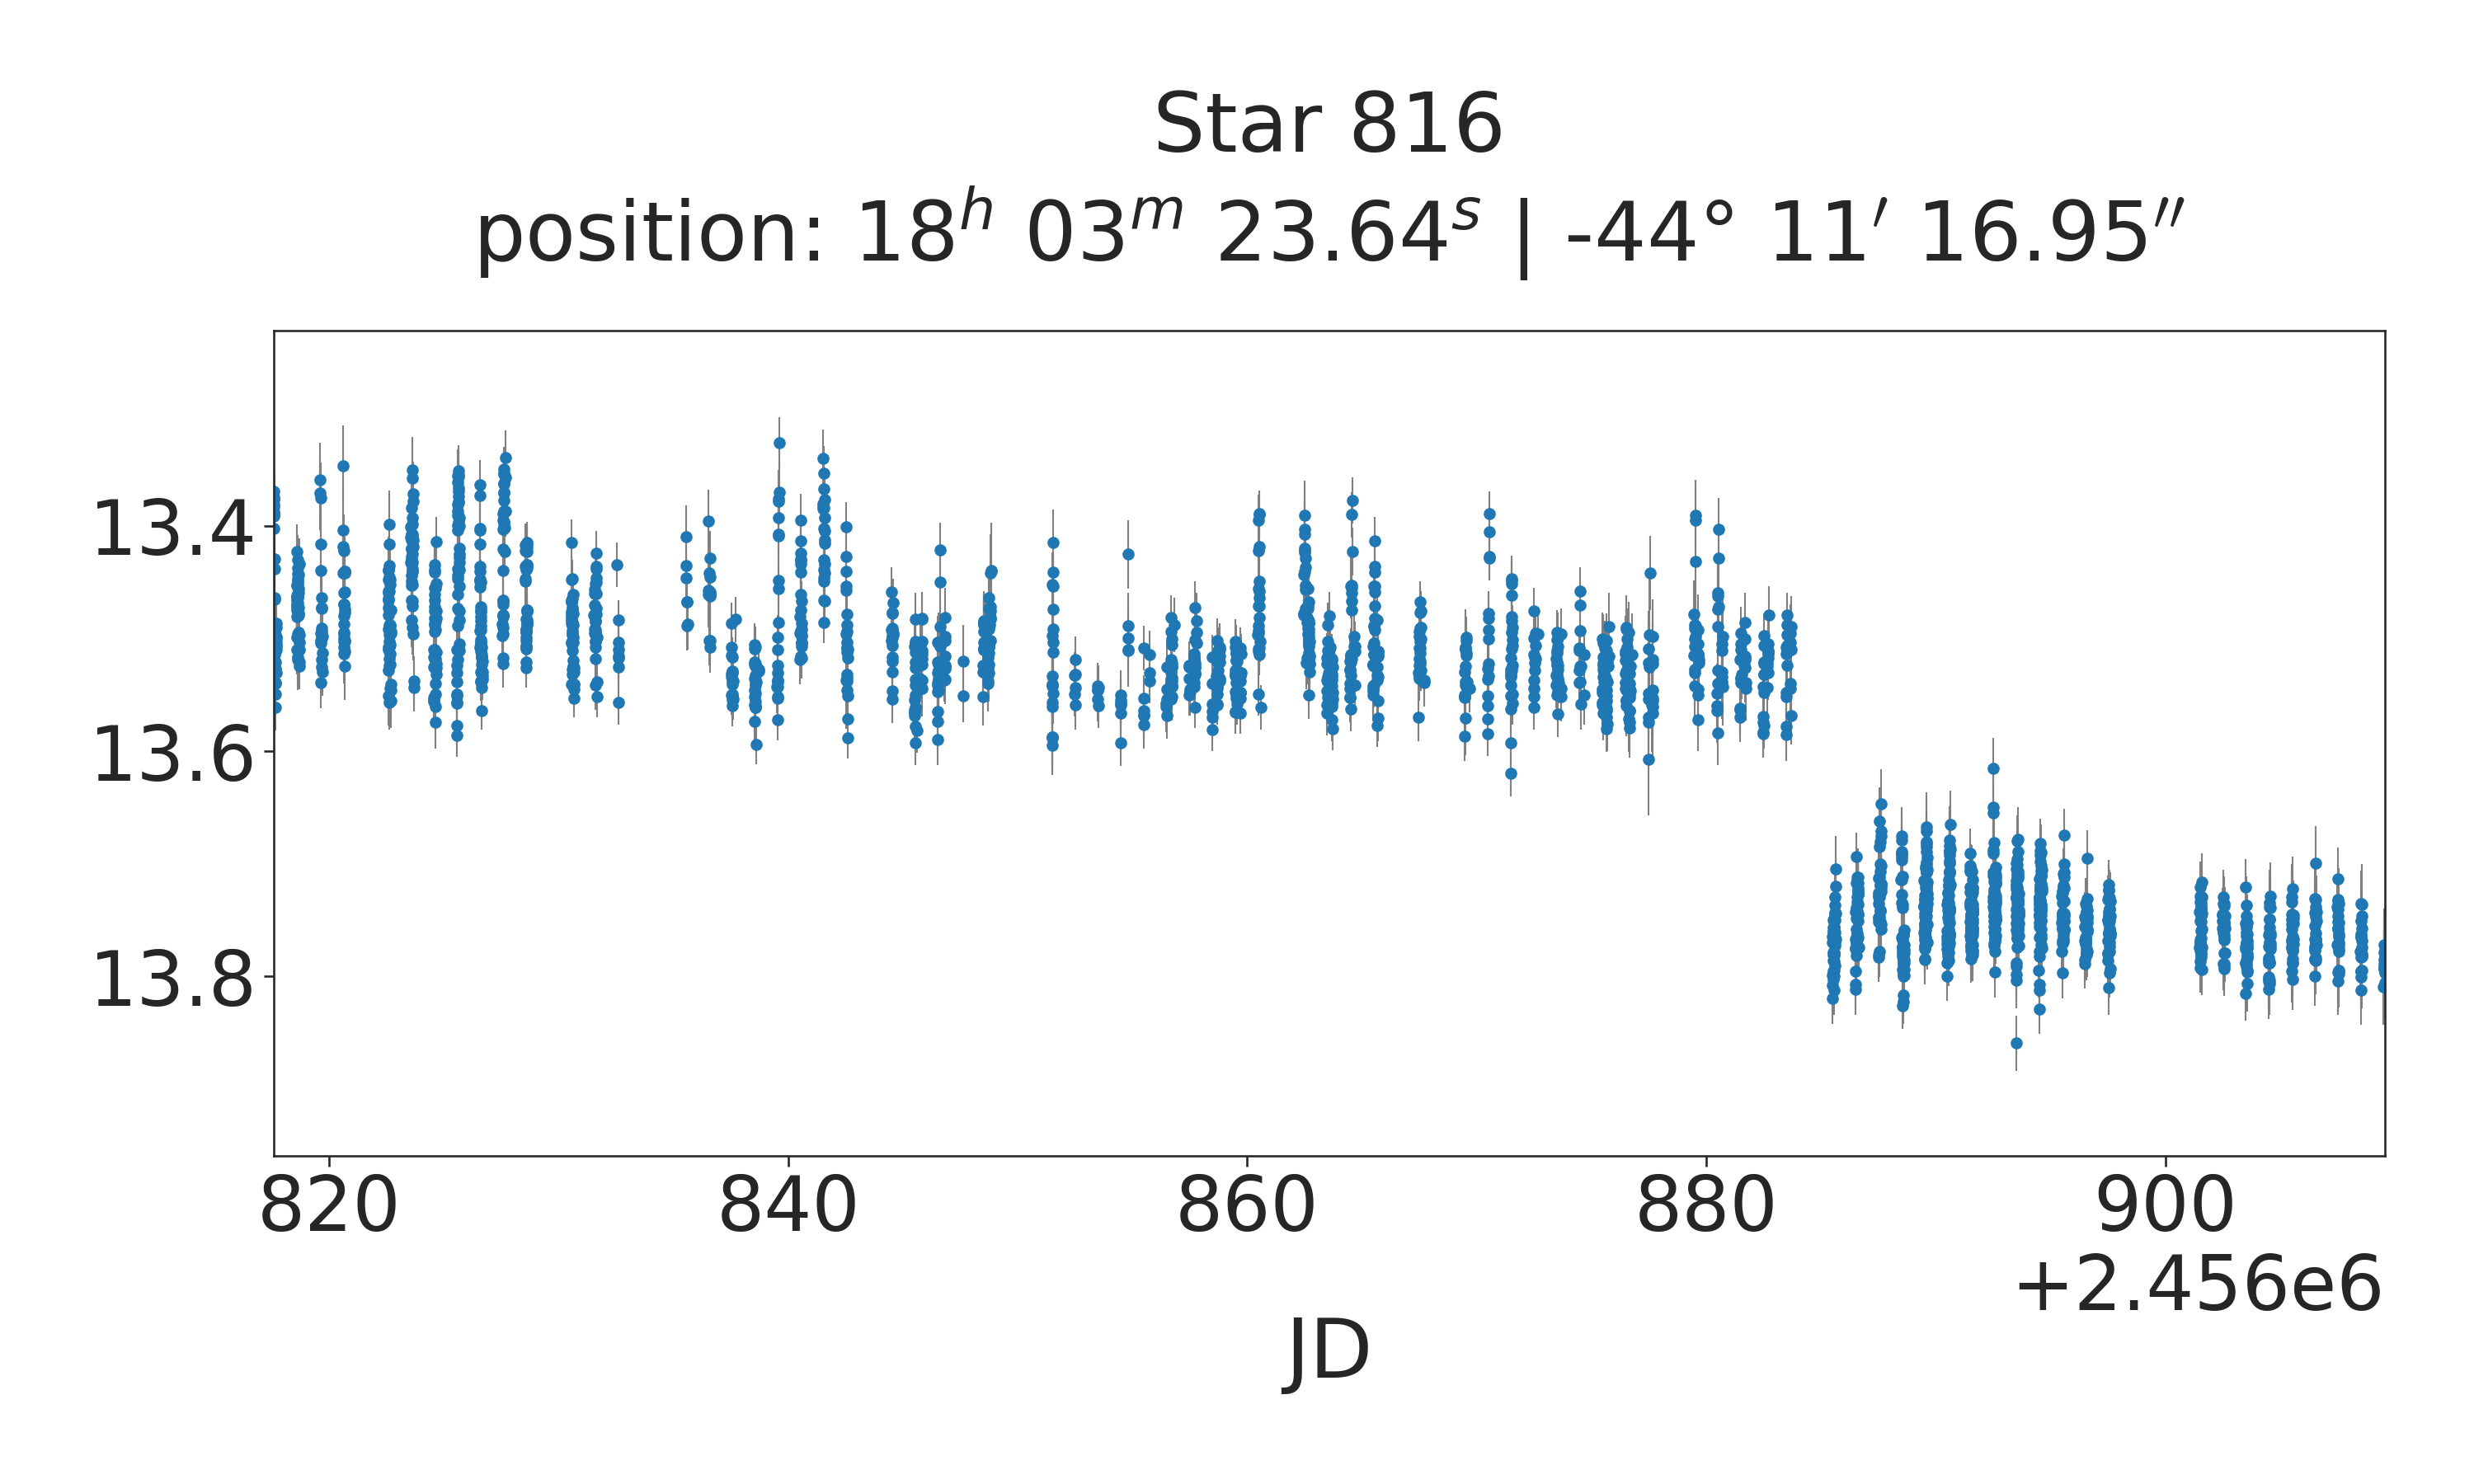 Star 816
position: 18ʰ 03ᵐ 23.64ˢ | -44° 11′ 16.95′′
13.4
13.6
13.8
820 840 860 880 900
+2.456e6
JD